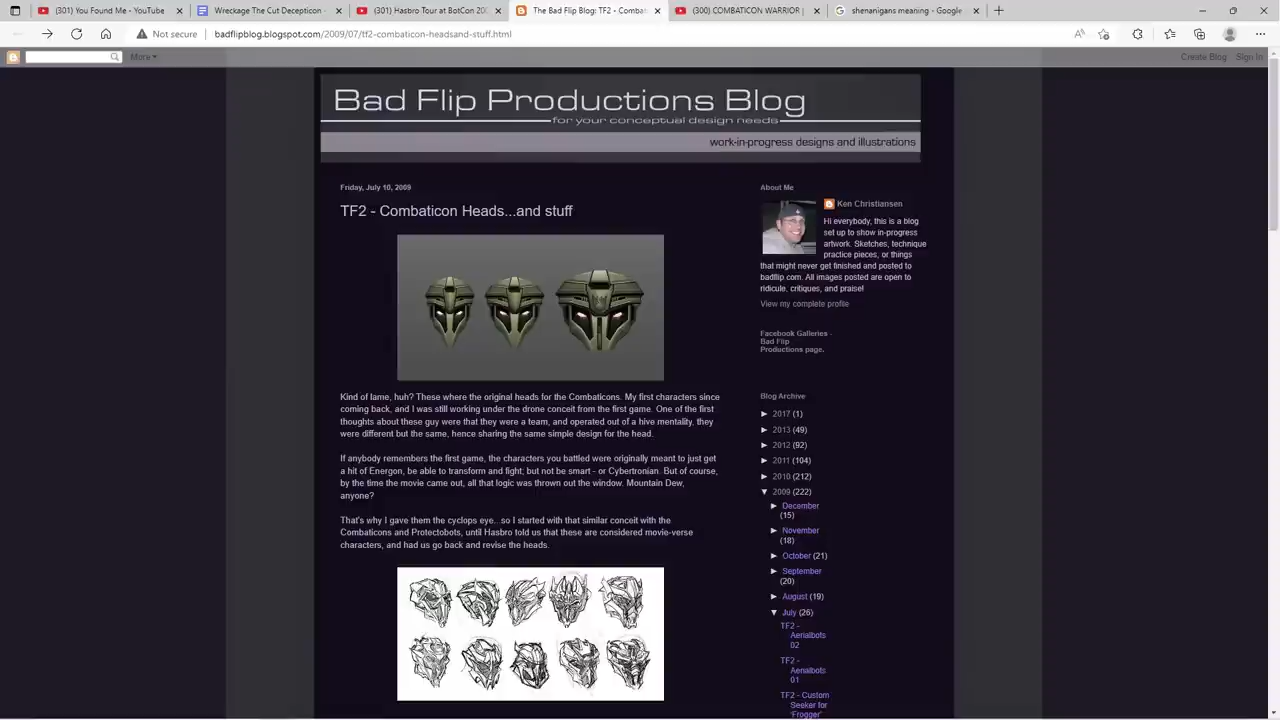 (301) You'd Prefer An A
Wreckage The Cut Deception -
(301) Hasbro Tour at BotCon 20
The Bad Flip Blog: TF2 - Combat
(300) COMBATICON WARRIOR |
shenanigans meaning - Google
Not secure
badflipblog.blogspot.com/2009/07/tf2-combaticon-headsand-stuff.html
More
Create Blog
Sign In
Bad Flip Productions Blog
for your conceptual design needs
work-in-progress designs and illustrations
Friday, July 10, 2009
TF2 - Combaticon Heads...and stuff
Kind of lame, huh? These where the original heads for the Combaticons. My first characters since
coming back, and I was still working under the drone conceit from the first game. One of the first
thoughts about these guy were that they were a team, and operated out of a hive mentality, they
were different but the same, hence sharing the same simple design for the head.
If anybody remembers the first game, the characters you battled were originally meant to just get
a hit of Energon, be able to transform and fight; but not be smart - or Cybertronian. But of course,
by the time the movie came out, all that logic was thrown out the window. Mountain Dew,
anyone?
That's why I gave them the cyclops eye...so I started with that similar conceit with the
Combaticons and Protectobots, until Hasbro told us that these are considered movie-verse
characters, and had us go back and revise the heads.
About Me
Ken Christiansen
Hi everybody, this is a blog
set up to show in-progress
artwork. Sketches, technique
practice pieces, or things
that might never get finished and posted to
badflip.com. All images posted are open to
ridicule, critiques, and praise!
View my complete profile
Facebook Galleries -
Bad Flip
Productions page.
Blog Archive
► 2017 (1)
► 2013 (49)
► 2012 (92)
► 2011 (104)
► 2010 (212)
▼ 2009 (222)
► December
(15)
► November
(18)
► October (21)
► September
(20)
► August (19)
▼ July (26)
TF2 -
Aerialbots
02
TF2 -
Aerialbots
01
TF2 - Custom
Seeker for
'Frogger'